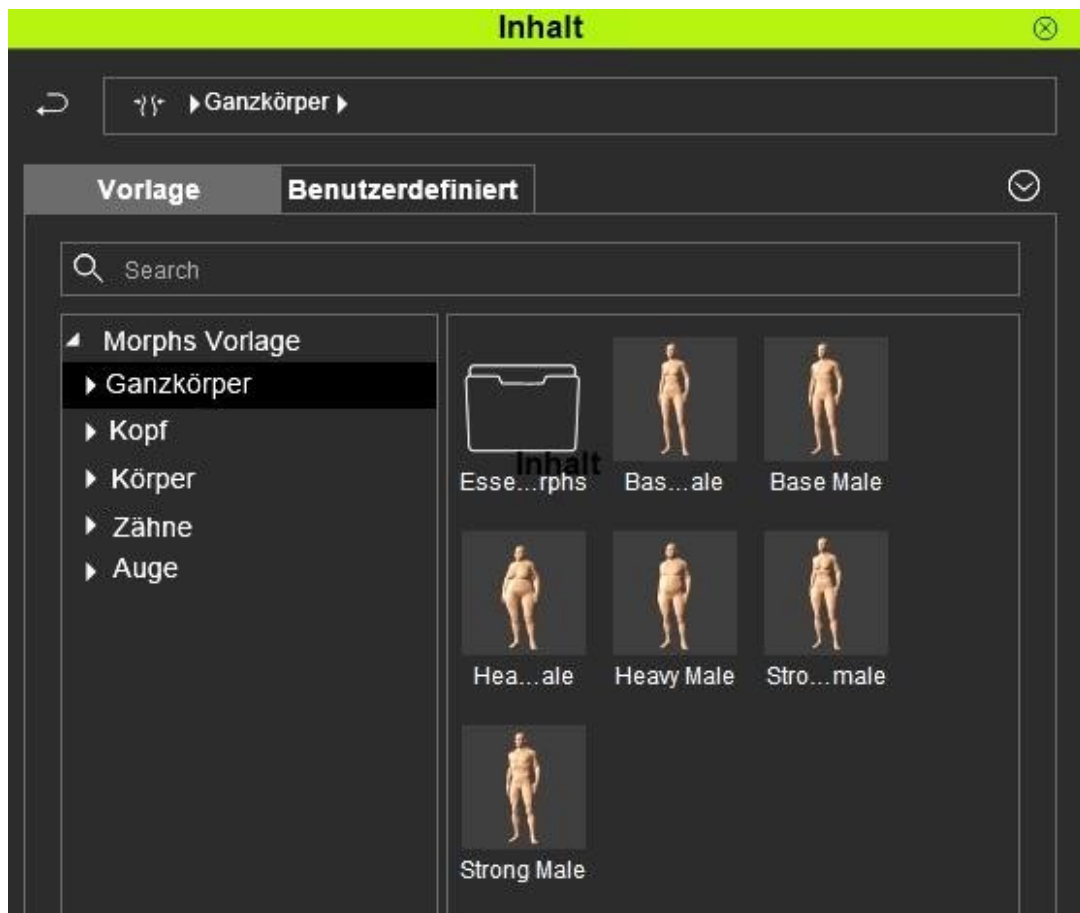 Inhalt
Ganzkörper
Vorlage Benutzerdefiniert
Search
Morphs Vorlage
Ganzkörper
Kopf
Körper
Zähne
Auge
Inhalt
Esse...rphs Bas...ale Base Male
Hea...ale Heavy Male Stro...male
Strong Male